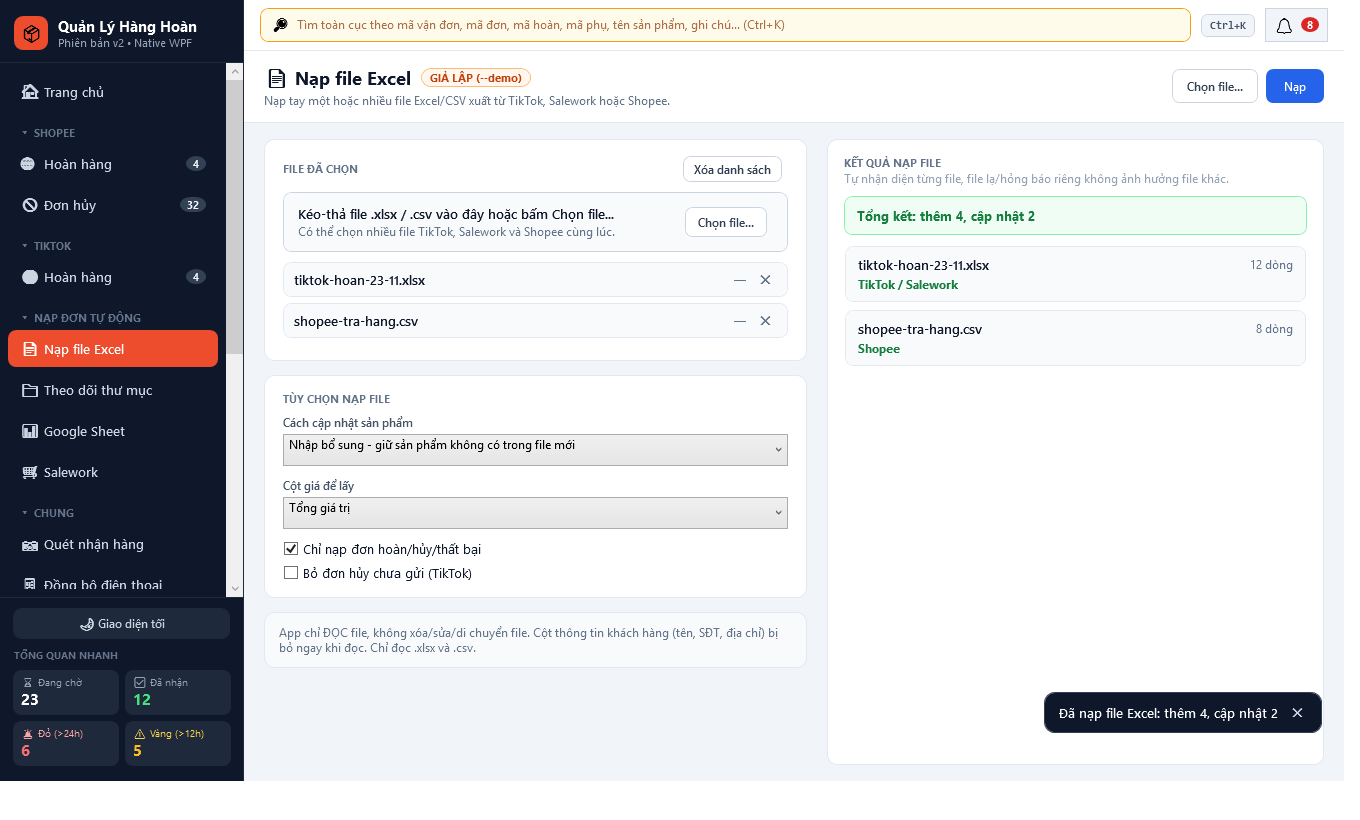 Quản Lý Hàng Hoàn
Phiên bản v2 • Native WPF
Trang chủ
SHOPEE
Hoàn hàng 4
Đơn hủy 32
TIKTOK
Hoàn hàng 4
NẠP ĐƠN TỰ ĐỘNG
Nạp file Excel
Theo dõi thư mục
Google Sheet
Salework
CHUNG
Quét nhận hàng
Đồng bộ điện thoại
Giao diện tối
TỔNG QUAN NHANH
Đang chờ
23
Đã nhận
12
Đỏ (>24h)
6
Vàng (>12h)
5
Tìm toàn cục theo mã vận đơn, mã đơn, mã hoàn, mã phụ, tên sản phẩm, ghi chú... (Ctrl+K)
Ctrl+K
8
Nạp file Excel GIẢ LẬP (--demo)
Nạp tay một hoặc nhiều file Excel/CSV xuất từ TikTok, Salework hoặc Shopee.
Chọn file...
Nạp
FILE ĐÃ CHỌN
Xóa danh sách
Kéo-thả file .xlsx / .csv vào đây hoặc bấm Chọn file...
Có thể chọn nhiều file TikTok, Salework và Shopee cùng lúc.
Chọn file...
tiktok-hoan-23-11.xlsx —
shopee-tra-hang.csv —
TÙY CHỌN NẠP FILE
Cách cập nhật sản phẩm
Nhập bổ sung - giữ sản phẩm không có trong file mới
Cột giá để lấy
Tổng giá trị
Chỉ nạp đơn hoàn/hủy/thất bại
Bỏ đơn hủy chưa gửi (TikTok)
App chỉ ĐỌC file, không xóa/sửa/di chuyển file. Cột thông tin khách hàng (tên, SĐT, địa chỉ) bị
bỏ ngay khi đọc. Chỉ đọc .xlsx và .csv.
KẾT QUẢ NẠP FILE
Tự nhận diện từng file, file lạ/hỏng báo riêng không ảnh hưởng file khác.
Tổng kết: thêm 4, cập nhật 2
tiktok-hoan-23-11.xlsx 12 dòng
TikTok / Salework
shopee-tra-hang.csv 8 dòng
Shopee
Đã nạp file Excel: thêm 4, cập nhật 2